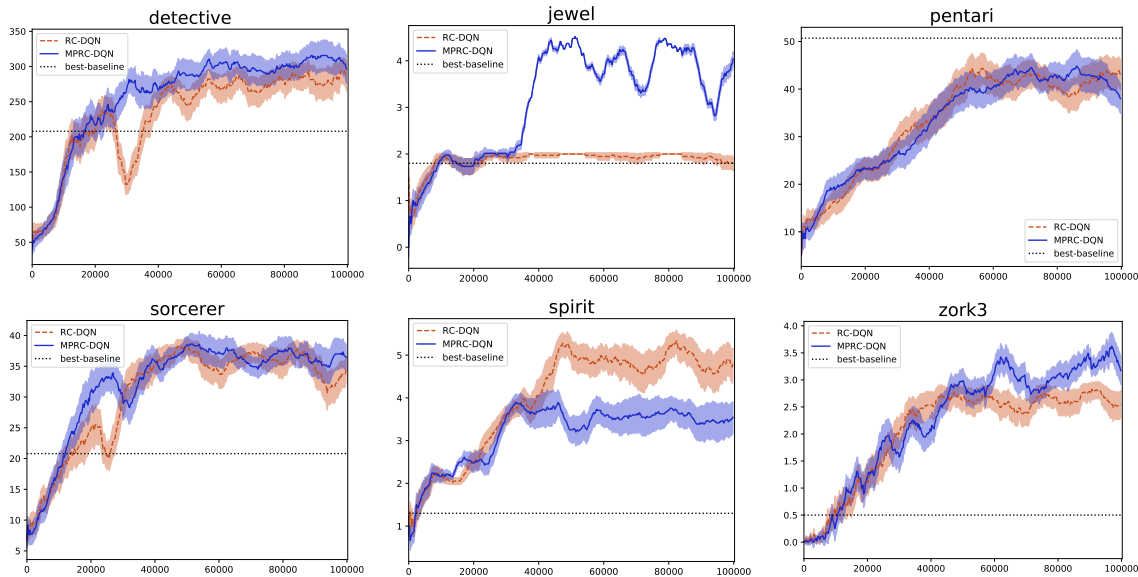 detective
350
300
250
200
150
100
50
0 20000 40000 60000 80000 100000
RC-DQN
MPRC-DQN
best-baseline
jewel
4
3
2
1
0
0 20000 40000 60000 80000 100000
RC-DQN
MPRC-DQN
best-baseline
pentari
50
40
30
20
10
0 20000 40000 60000 80000 100000
RC-DQN
MPRC-DQN
best-baseline
sorcerer
40
35
30
25
20
15
10
5
0 20000 40000 60000 80000 100000
RC-DQN
MPRC-DQN
best-baseline
spirit
5
4
3
2
1
0 20000 40000 60000 80000 100000
RC-DQN
MPRC-DQN
best-baseline
zork3
4.0
3.5
3.0
2.5
2.0
1.5
1.0
0.5
0.0
0 20000 40000 60000 80000 100000
RC-DQN
MPRC-DQN
best-baseline